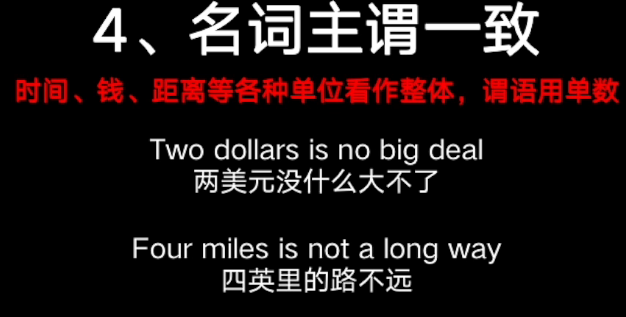 4、名词主谓一致
时间、钱、距离等各种单位看作整体，谓语用单数
Two dollars is no big deal
两美元没什么大不了
Four miles is not a long way
四英里的路不远